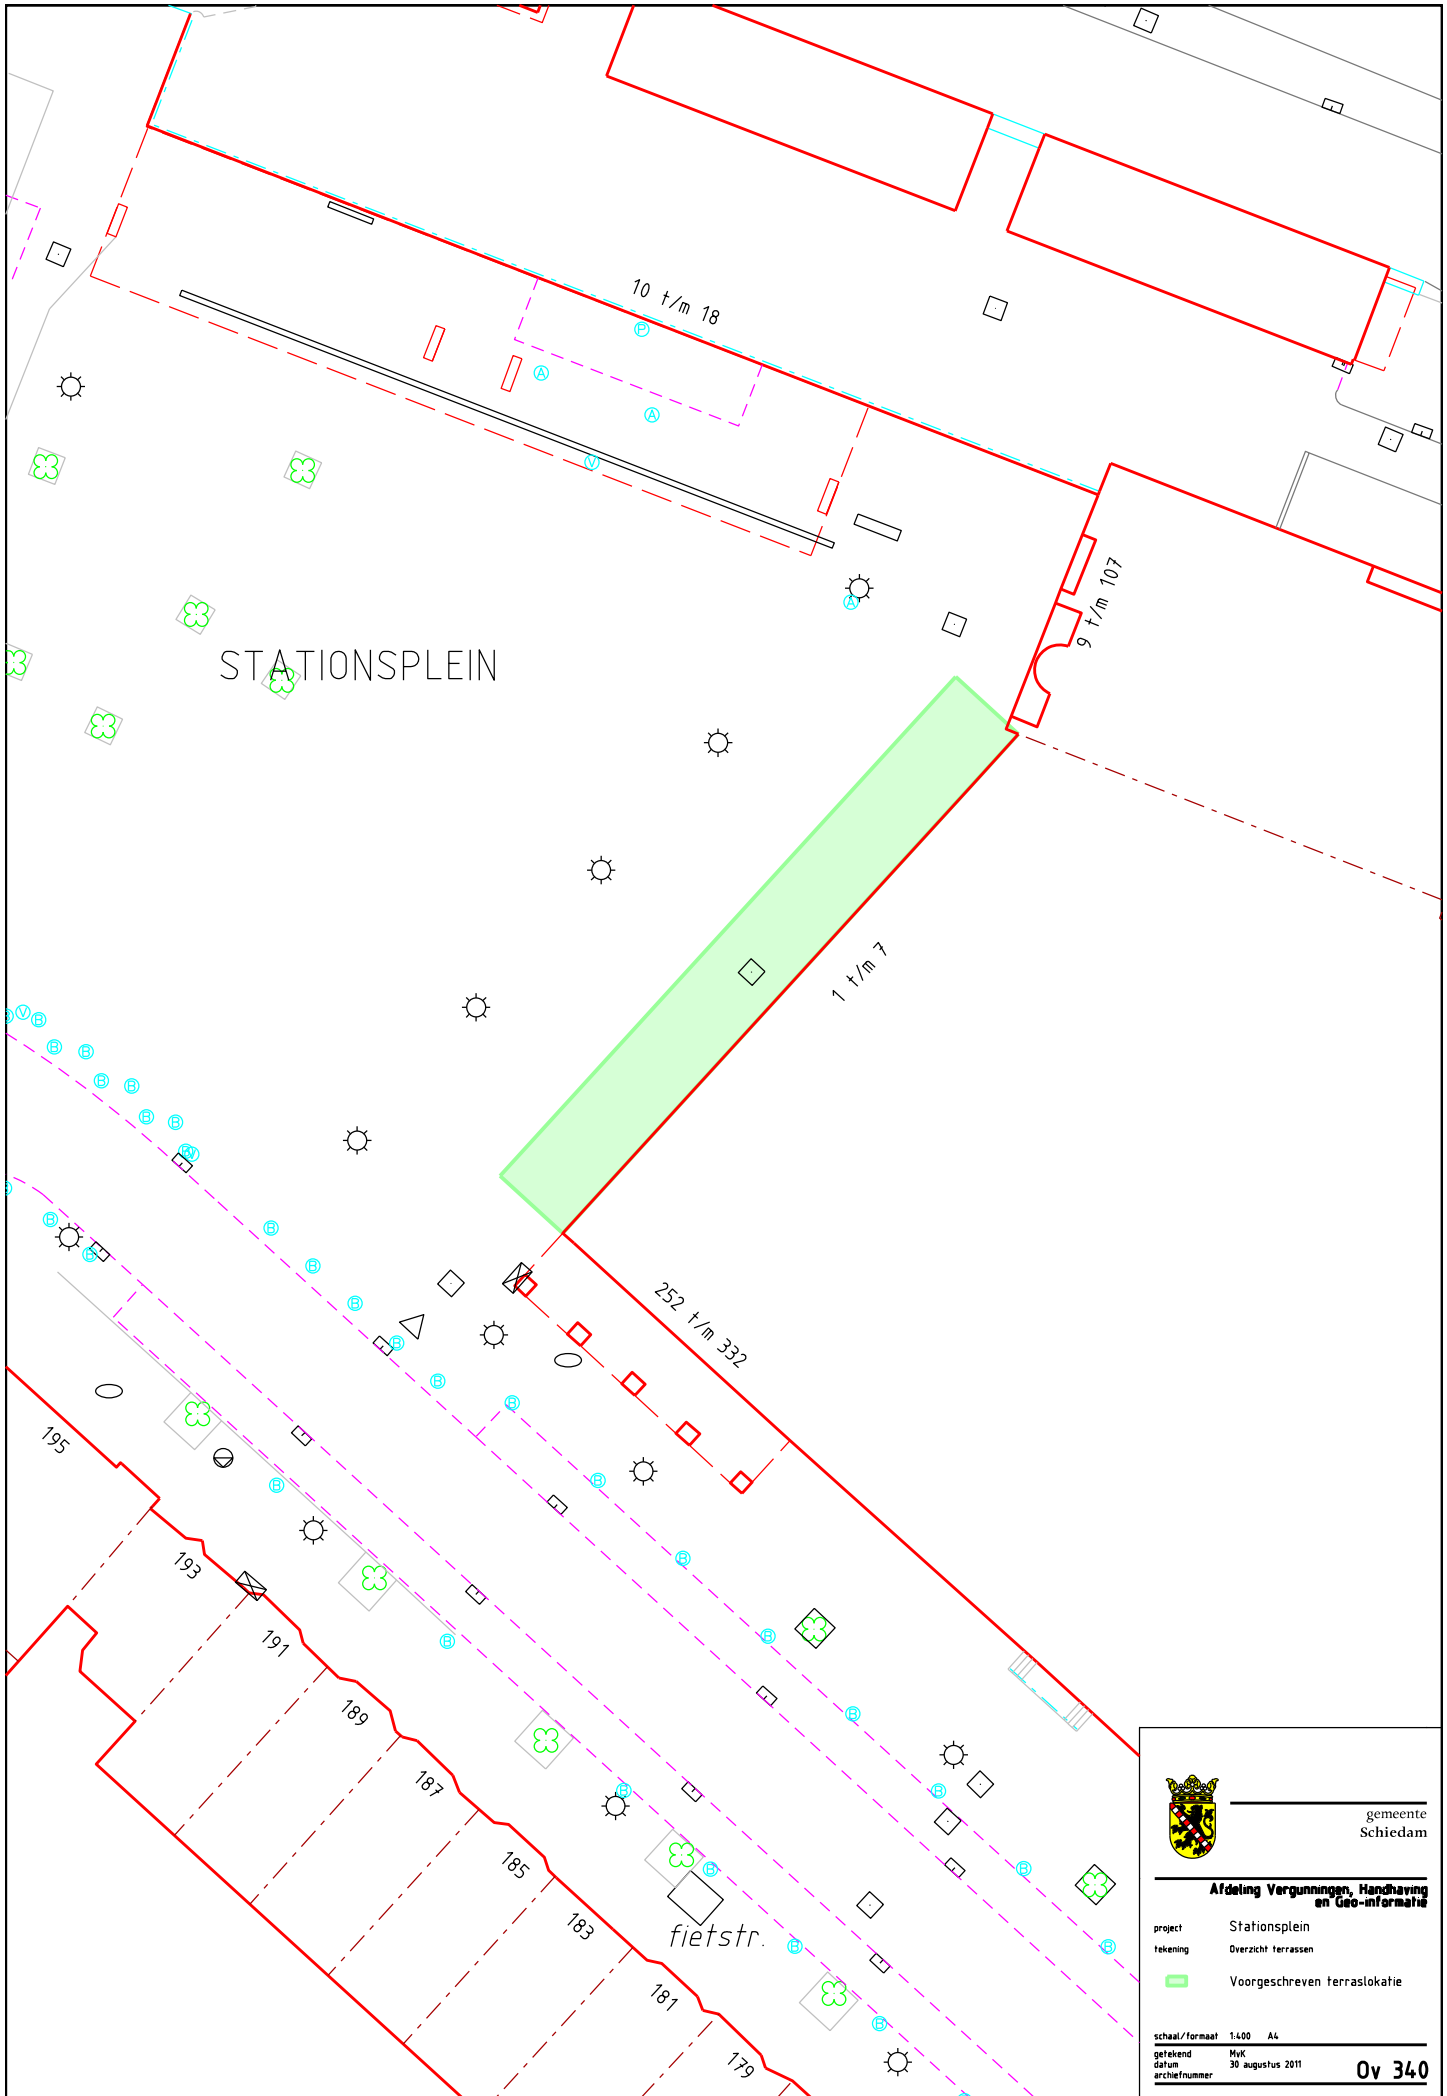 10 t/m 18
P
A
A
V
9 t/m 107
A
STATIONSPLEIN
1 t/m 7
V
B
B
B
B
B
B
B
B
B
B
B
B
B
252 t/m 332
B
B
B
195
B
B
193
B
B
191
B
189
B
187
B
B
185
B
B
183
fietstr.
B
B
181
B
179
gemeente
Schiedam
Afdeling Vergunningen, Handhaving
en Geo-informatie
project Stationsplein
tekening Overzicht terrassen
Voorgeschreven terraslokatie
schaal/formaat 1:400 A4
getekend MvK
datum 30 augustus 2011
archiefnummer Ov 340